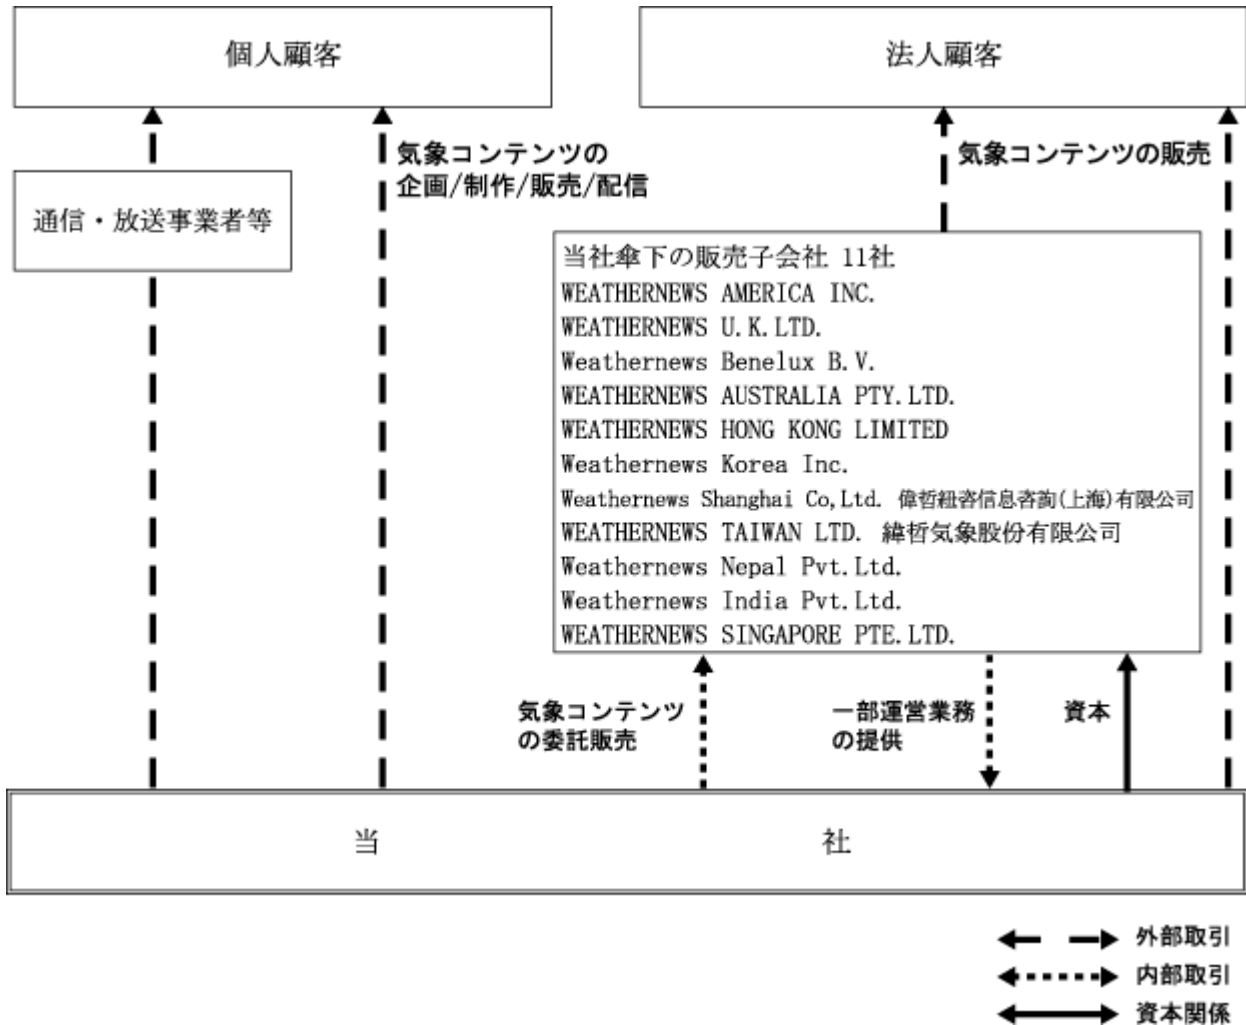 個人顧客
法人顧客
気象コンテンツの
企画/制作/販売/配信
気象コンテンツの販売
通信・放送事業者等
当社傘下の販売子会社 11社
WEATHERNEWS AMERICA INC.
WEATHERNEWS U.K.LTD.
Weathernews Benelux B.V.
WEATHERNEWS AUSTRALIA PTY.LTD.
WEATHERNEWS HONG KONG LIMITED
Weathernews Korea Inc.
Weathernews Shanghai Co,Ltd. 偉哲紐咨信息咨詢(上海)有限公司
WEATHERNEWS TAIWAN LTD. 緯哲気象股份有限公司
Weathernews Nepal Pvt.Ltd.
Weathernews India Pvt.Ltd.
WEATHERNEWS SINGAPORE PTE.LTD.
気象コンテンツ
の委託販売
一部運営業務
の提供
資本
当 社
外部取引
内部取引
資本関係